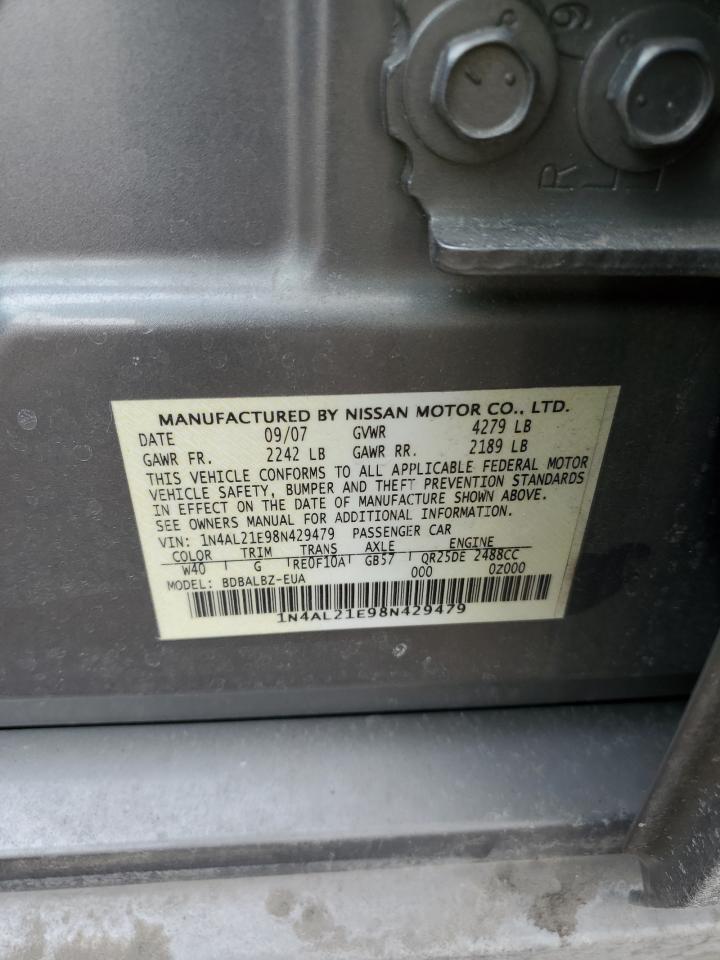 9
R
L L
MANUFACTURED BY NISSAN MOTOR CO., LTD.
DATE 09/07 GVWR 4279 LB
GAWR FR. 2242 LB GAWR RR. 2189 LB
THIS VEHICLE CONFORMS TO ALL APPLICABLE FEDERAL MOTOR
VEHICLE SAFETY, BUMPER AND THEFT PREVENTION STANDARDS
IN EFFECT ON THE DATE OF MANUFACTURE SHOWN ABOVE.
SEE OWNERS MANUAL FOR ADDITIONAL INFORMATION.
VIN: 1N4AL21E98N429479 PASSENGER CAR
COLOR TRIM TRANS AXLE ENGINE
W40 G RE0F10A GB57 QR25DE 2488CC
MODEL: BDBALBZ-EUA 000 0Z000
1N4AL21E98N429479